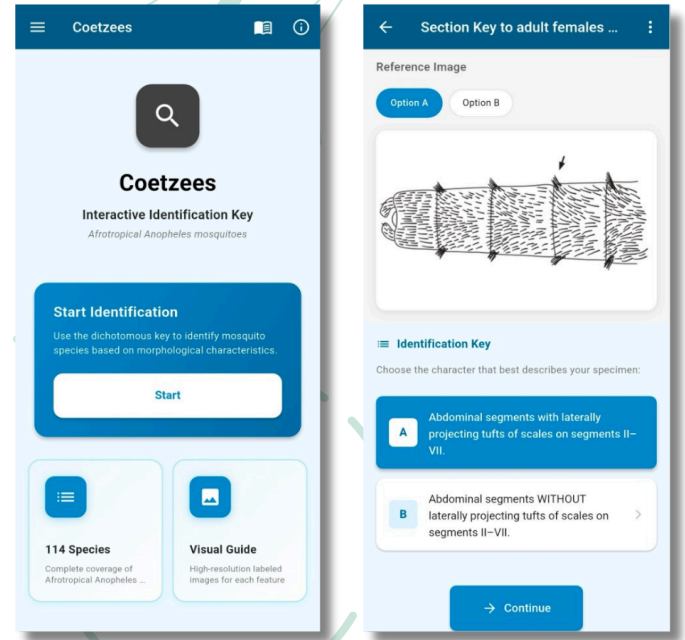 Coetzees
Coetzees
Interactive Identification Key
Afrotropical Anopheles mosquitoes
Start Identification
Use the dichotomous key to identify mosquito
species based on morphological characteristics.
Start
114 Species
Complete coverage of
Afrotropical Anopheles ...
Visual Guide
High-resolution labeled
images for each feature
Section Key to adult females ...
Reference Image
Option A
Option B
Identification Key
Choose the character that best describes your specimen:
A
Abdominal segments with laterally
projecting tufts of scales on segments II–
VII.
B
Abdominal segments WITHOUT
laterally projecting tufts of scales on
segments II–VII.
Continue